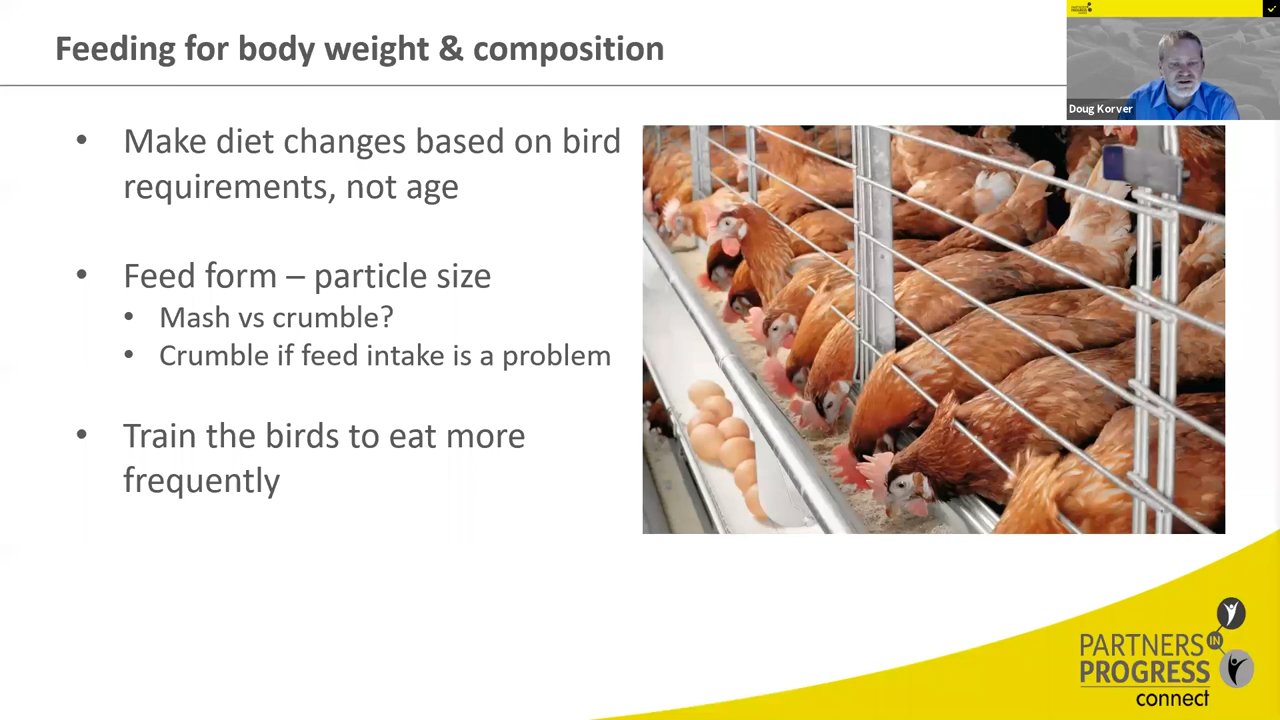 Feeding for body weight & composition
Doug Korver
• Make diet changes based on bird
requirements, not age
• Feed form – particle size
• Mash vs crumble?
• Crumble if feed intake is a problem
• Train the birds to eat more
frequently
PARTNERS
IN
PROGRESS
connect